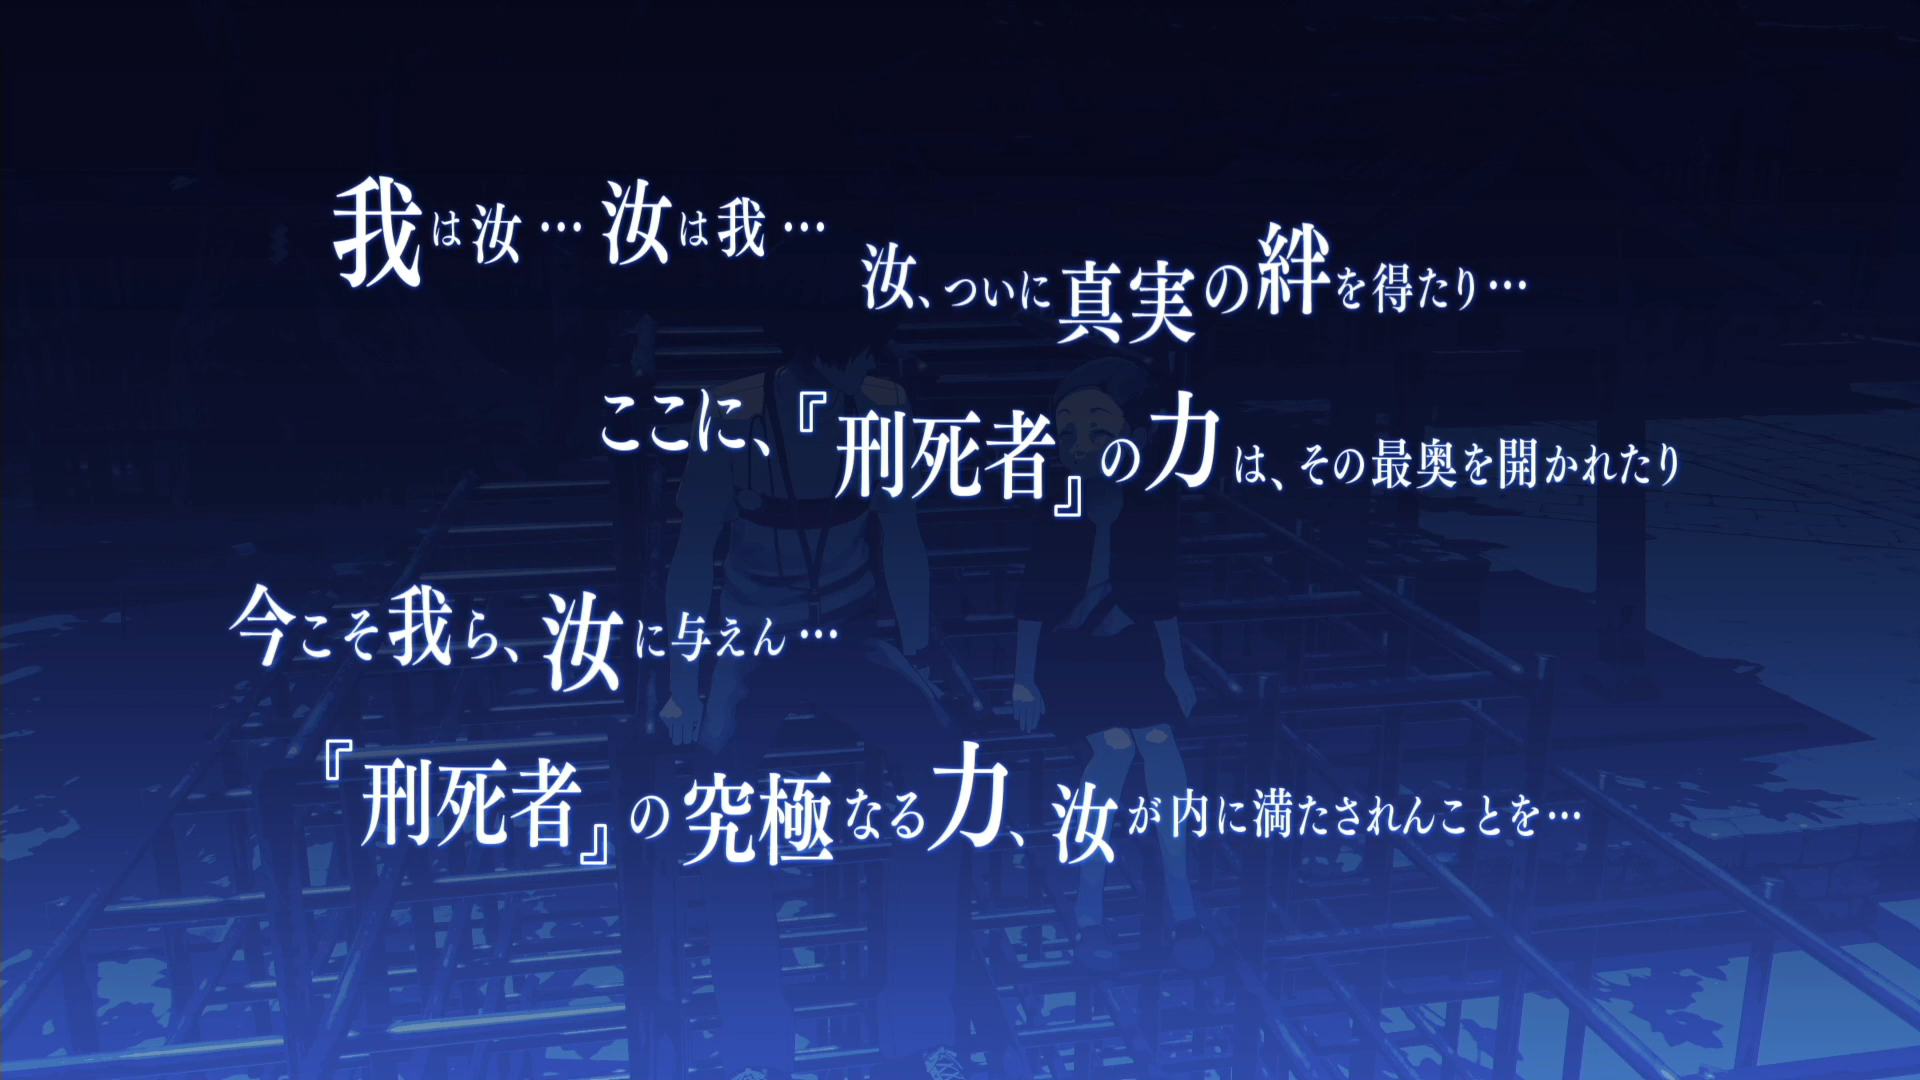 我は汝…汝は我…
汝、ついに真実の絆を得たり…
ここに、『刑死者』の力は、その最奥を開かれたり
今こそ我ら、汝に与えん…
『刑死者』の究極なる力、汝が内に満たされんことを…